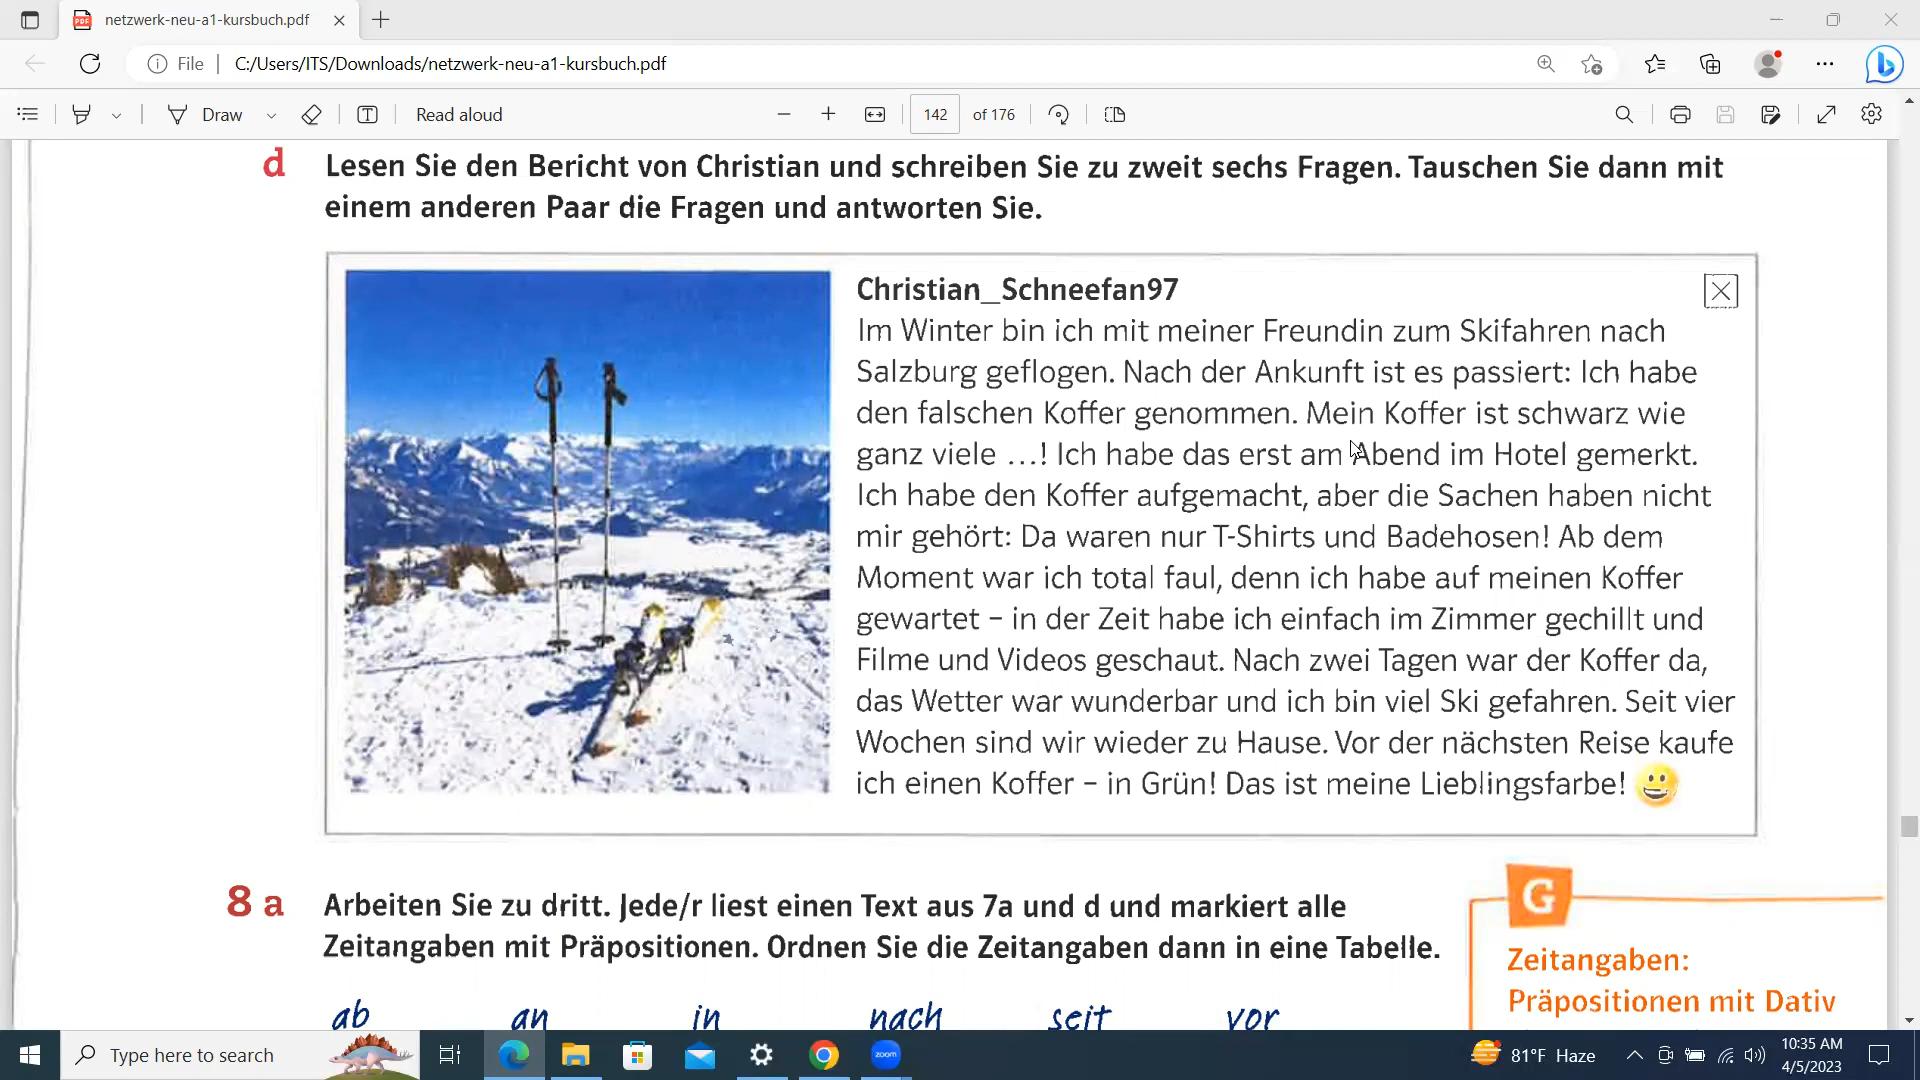 netzwerk-neu-a1-kursbuch.pdf
File
C:/Users/ITS/Downloads/netzwerk-neu-a1-kursbuch.pdf
Draw
Read aloud
142
of 176
d Lesen Sie den Bericht von Christian und schreiben Sie zu zweit sechs Fragen. Tauschen Sie dann mit
einem anderen Paar die Fragen und antworten Sie.
Christian_Schneefan97
Im Winter bin ich mit meiner Freundin zum Skifahren nach
Salzburg geflogen. Nach der Ankunft ist es passiert: Ich habe
den falschen Koffer genommen. Mein Koffer ist schwarz wie
ganz viele ...! Ich habe das erst am Abend im Hotel gemerkt.
Ich habe den Koffer aufgemacht, aber die Sachen haben nicht
mir gehört: Da waren nur T-Shirts und Badehosen! Ab dem
Moment war ich total faul, denn ich habe auf meinen Koffer
gewartet – in der Zeit habe ich einfach im Zimmer gechillt und
Filme und Videos geschaut. Nach zwei Tagen war der Koffer da,
das Wetter war wunderbar und ich bin viel Ski gefahren. Seit vier
Wochen sind wir wieder zu Hause. Vor der nächsten Reise kaufe
ich einen Koffer – in Grün! Das ist meine Lieblingsfarbe!
8 a Arbeiten Sie zu dritt. Jede/r liest einen Text aus 7a und d und markiert alle
Zeitangaben mit Präpositionen. Ordnen Sie die Zeitangaben dann in eine Tabelle.
G
Zeitangaben:
Präpositionen mit Dativ
ab an in nach seit vor
Type here to search
zoom
81°F Haze
10:35 AM
4/5/2023